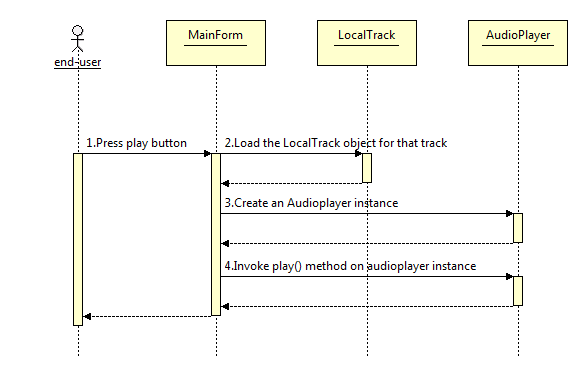 MainForm
LocalTrack
AudioPlayer
end-user
1.Press play button
2.Load the LocalTrack object for that track
3.Create an Audioplayer instance
4.Invoke play() method on audioplayer instance